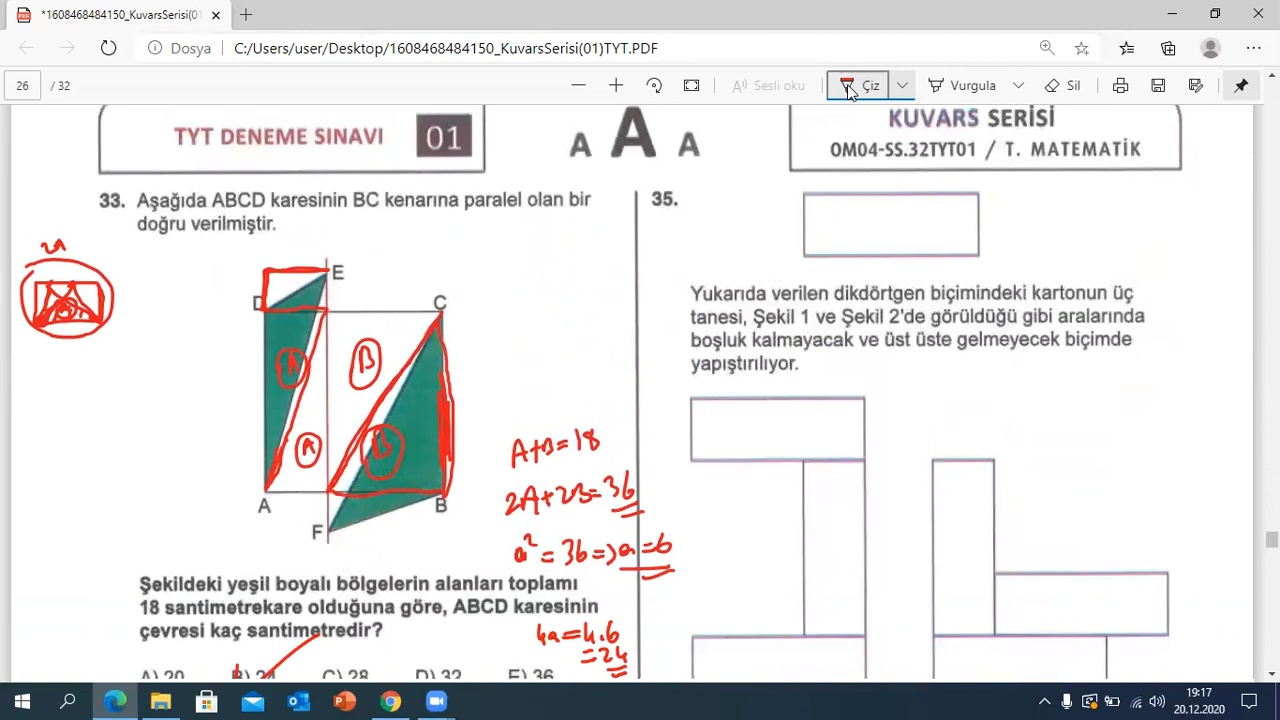 *1608468484150_KuvarsSerisi(01)
Dosya
C:/Users/user/Desktop/1608468484150_KuvarsSerisi(01)TYT.PDF
26 / 32
Sesli oku
Çiz
Vurgula
Sil
TYT DENEME SINAVI 01
A A A
KUVARS SERİSİ
OM04-SS.32TYT01 / T. MATEMATİK
33. Aşağıda ABCD karesinin BC kenarına paralel olan bir
doğru verilmiştir.
E
D
C
A
B
A
B
A
B
F
A+B=18
2A+2B=36
a²=36=>a=6
Şekildeki yeşil boyalı bölgelerin alanları toplamı
18 santimetrekare olduğuna göre, ABCD karesinin
çevresi kaç santimetredir?
4a=4.6
=24
A) 20 B) 24 C) 28 D) 32 E) 36
35.
Yukarıda verilen dikdörtgen biçimindeki kartonun üç
tanesi, Şekil 1 ve Şekil 2'de görüldüğü gibi aralarında
boşluk kalmayacak ve üst üste gelmeyecek biçimde
yapıştırılıyor.
19:17
20.12.2020